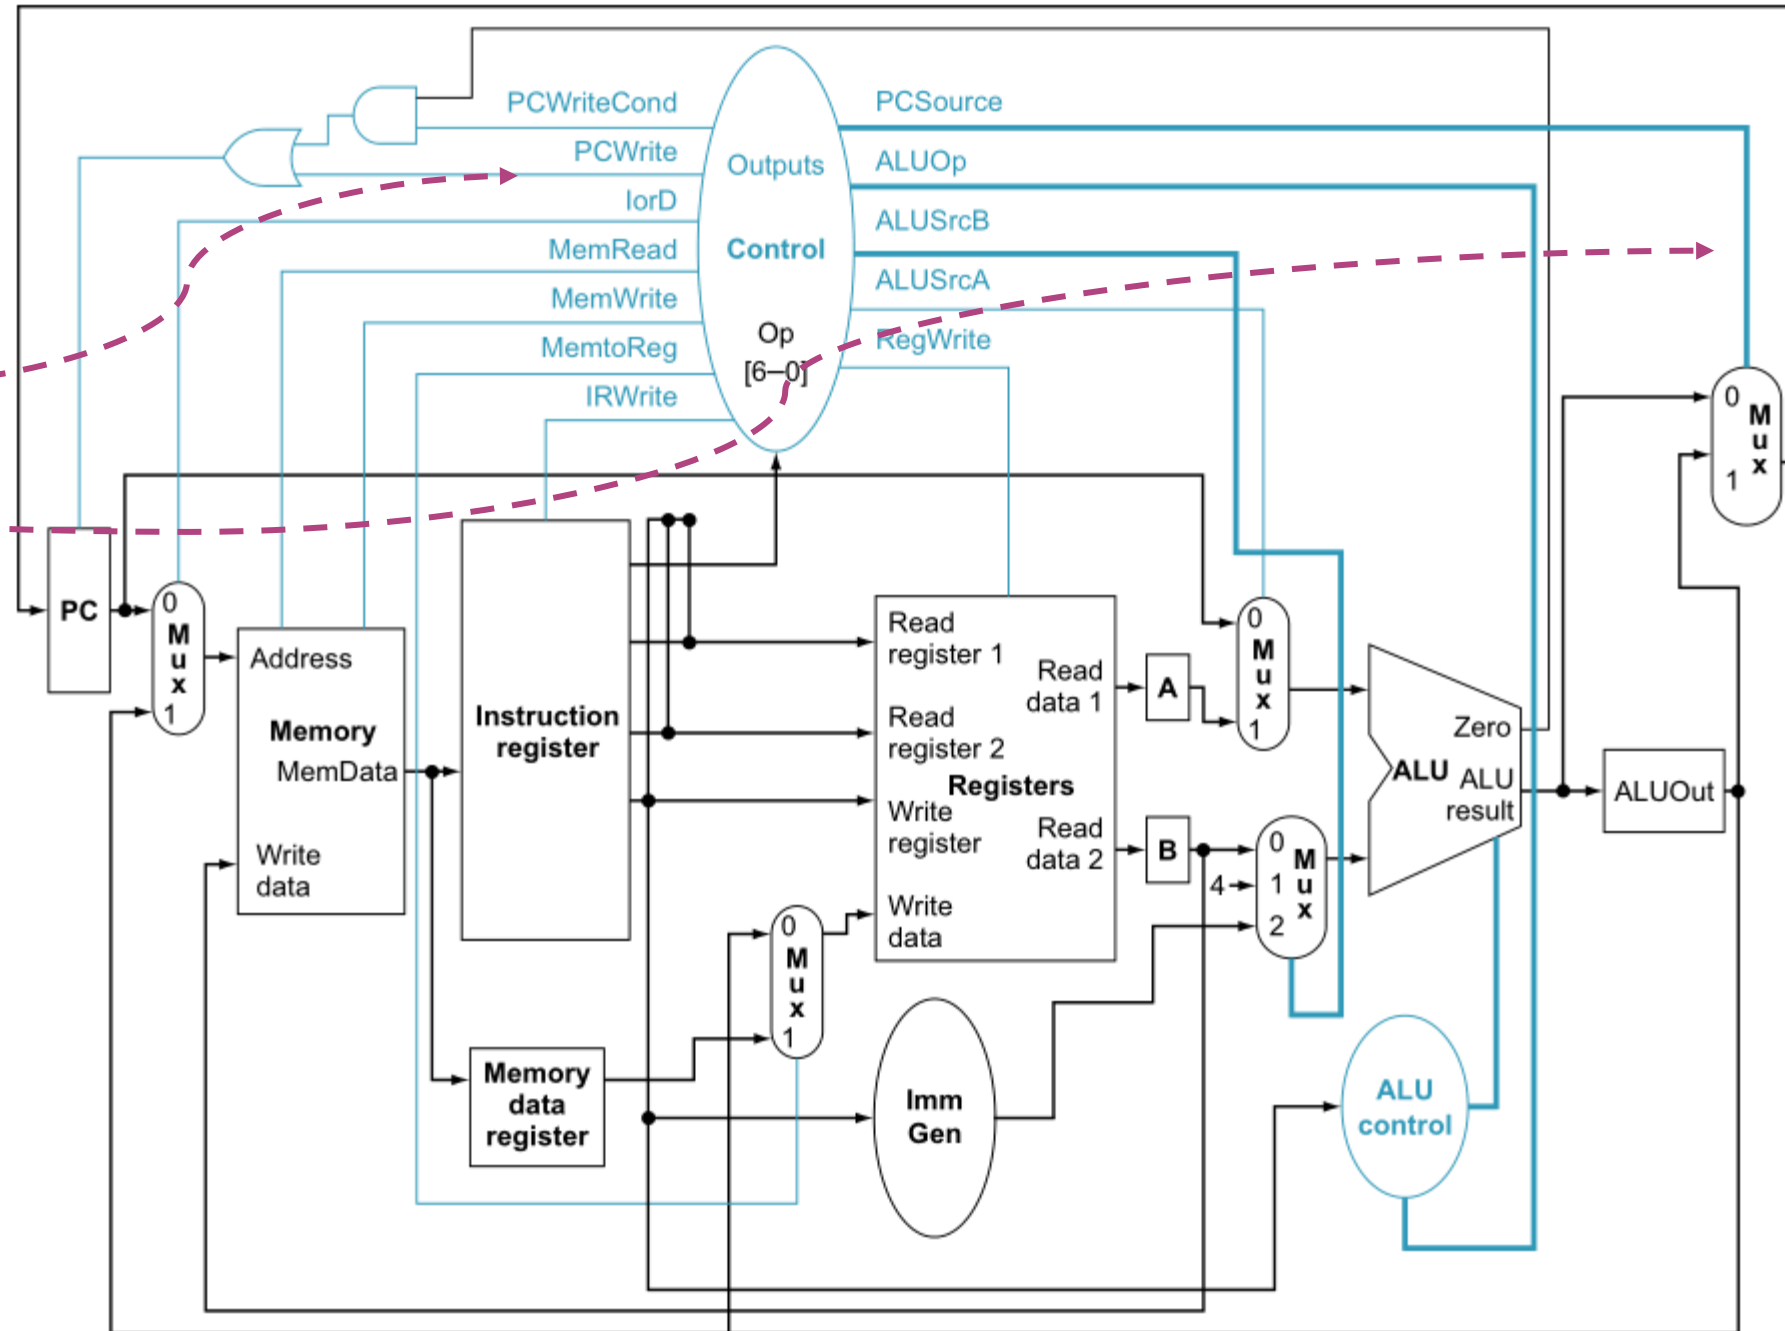 PCWriteCond
PCWrite
IorD
MemRead
MemWrite
MemtoReg
IRWrite
Outputs
Control
Op
[6–0]
PCSource
ALUOp
ALUSrcB
ALUSrcA
RegWrite
0
M
u
x
1
PC
0
M
u
x
1
Address
Memory
MemData
Write
data
Instruction
register
Memory
data
register
0
M
u
x
1
Read
register 1
Read
register 2
Registers
Write
register
Write
data
Read
data 1
Read
data 2
Imm
Gen
A
B
4
0
M
u
x
1
0
1
2
M
u
x
Zero
ALU
ALU
result
ALUOut
ALU
control